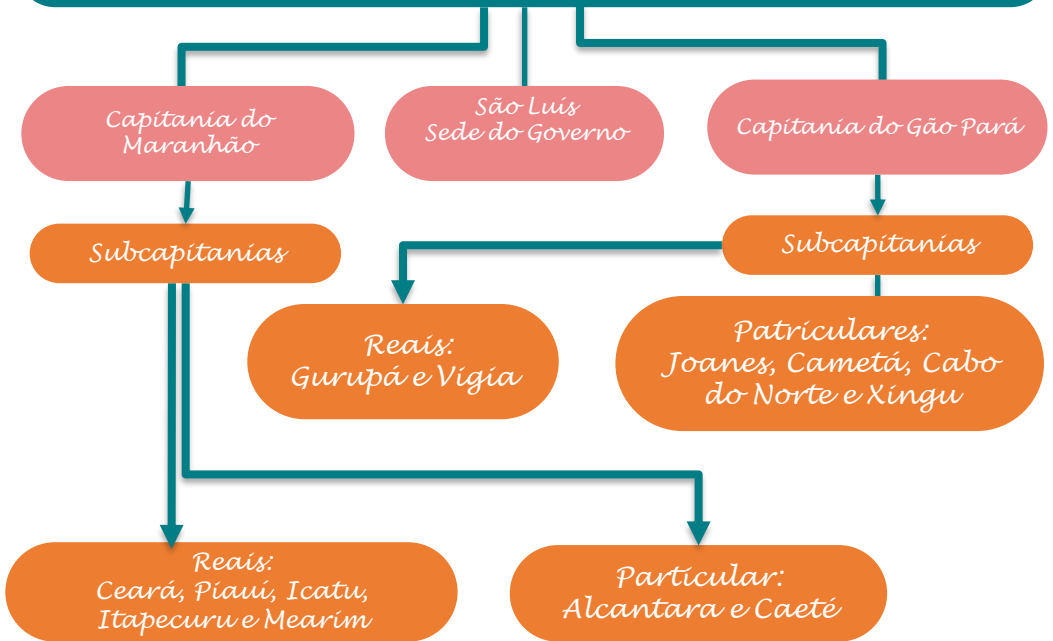 Capitania do
Maranhão
São Luís
Sede do Governo
Capitania do Gão Pará
Subcapitanias
Subcapitanias
Reais:
Gurupá e Vigia
Patriculares:
Joanes, Cametá, Cabo
do Norte e Xingu
Reais:
Ceará, Piauí, Icatu,
Itapecuru e Mearim
Particular:
Alcantara e Caeté